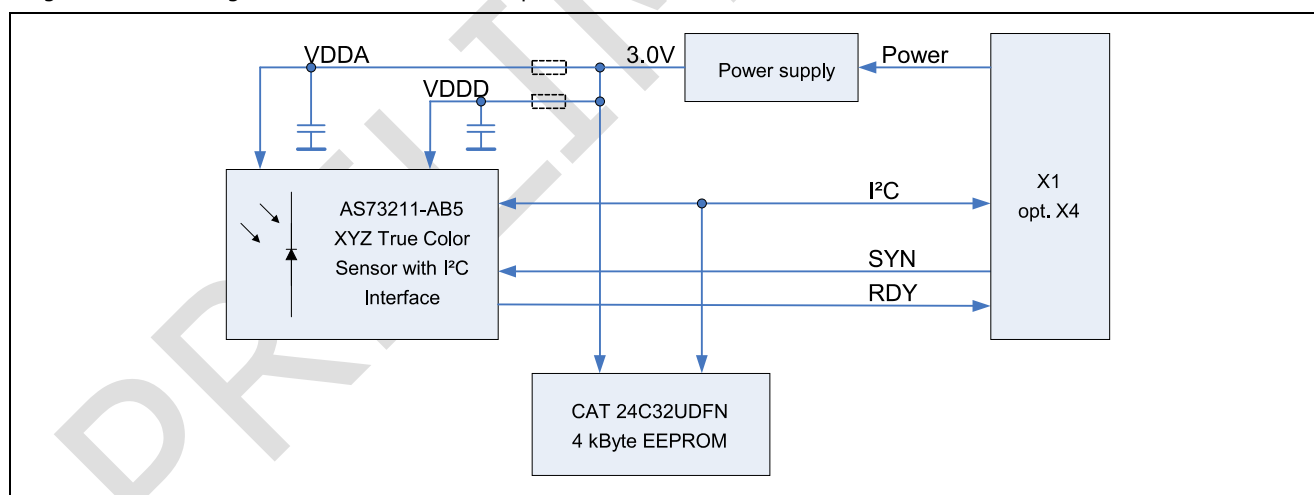 VDDA
3.0V
Power supply
Power
VDDD
X1
opt. X4
I²C
AS73211-AB5
XYZ True Color
Sensor with I²C
Interface
SYN
RDY
CAT 24C32UDFN
4 kByte EEPROM